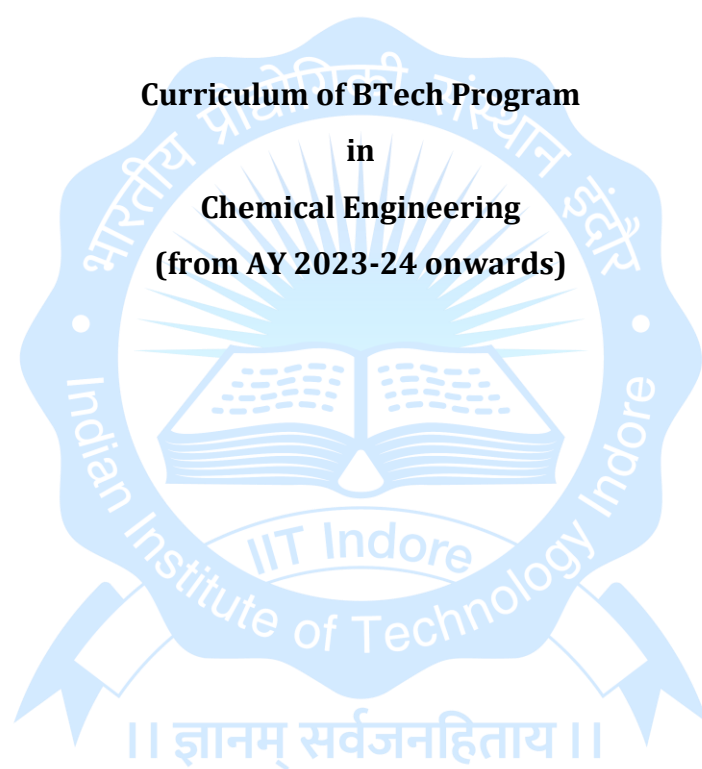 Curriculum of BTech Program
in
Chemical Engineering
(from AY 2023-24 onwards)
भारतीय प्रौद्योगिकी संस्थान इंदौर
Indian Institute of Technology Indore
IIT Indore
।। ज्ञानम् सर्वजनहिताय ।।